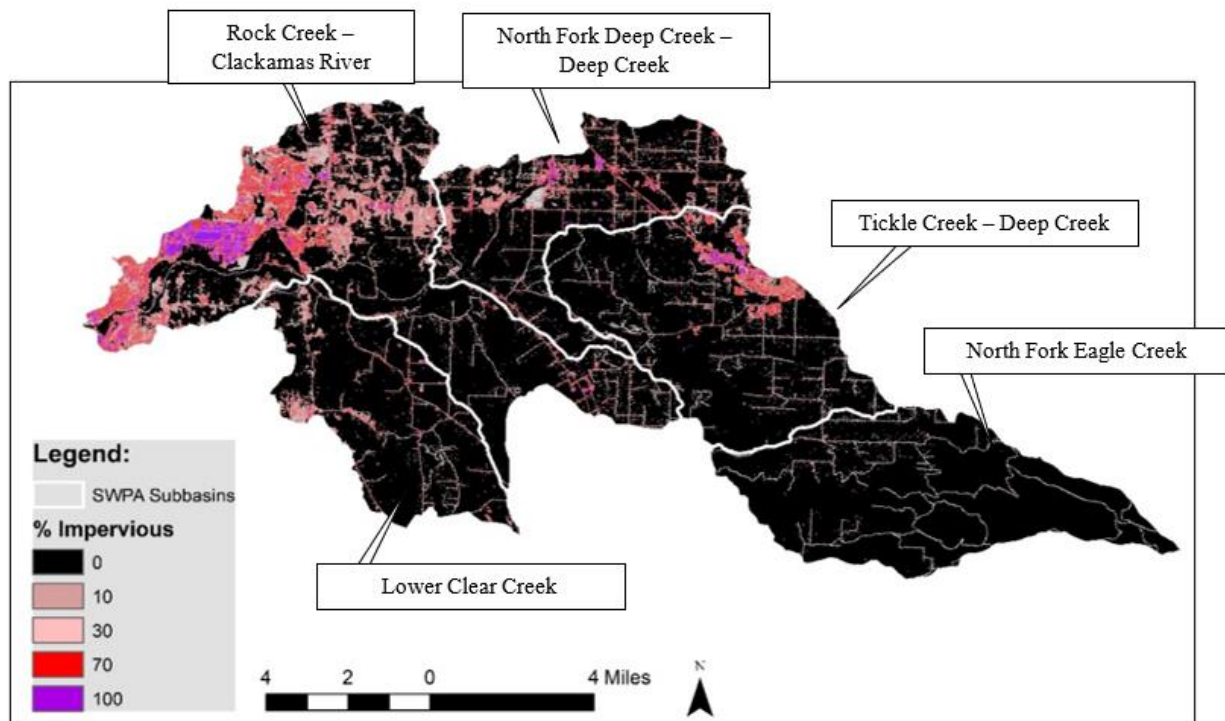 Rock Creek –
Clackamas River
North Fork Deep Creek –
Deep Creek
Tickle Creek – Deep Creek
North Fork Eagle Creek
Lower Clear Creek
Legend:
SWPA Subbasins
% Impervious
0
10
30
70
100
4 2 0 4 Miles
N